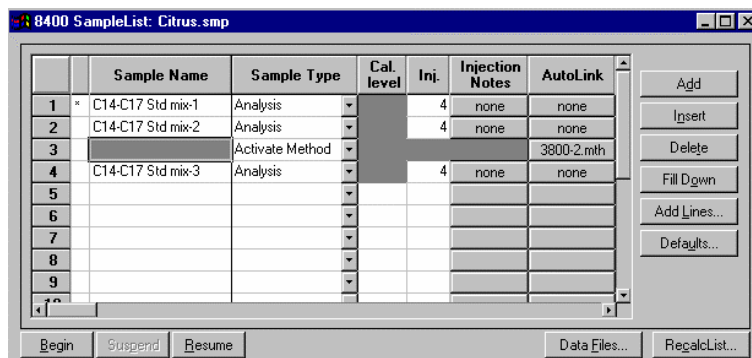 8400 SampleList: Citrus.smp
Sample Name Sample Type Cal. level Inj. Injection Notes AutoLink
1 * C14-C17 Std mix-1 Analysis 4 none none
2 C14-C17 Std mix-2 Analysis 4 none none
3 Activate Method 3800-2.mth
4 C14-C17 Std mix-3 Analysis 4 none none
5
6
7
8
9
10
Add
Insert
Delete
Fill Down
Add Lines...
Defaults...
Begin Suspend Resume Data Files... RecalcList...